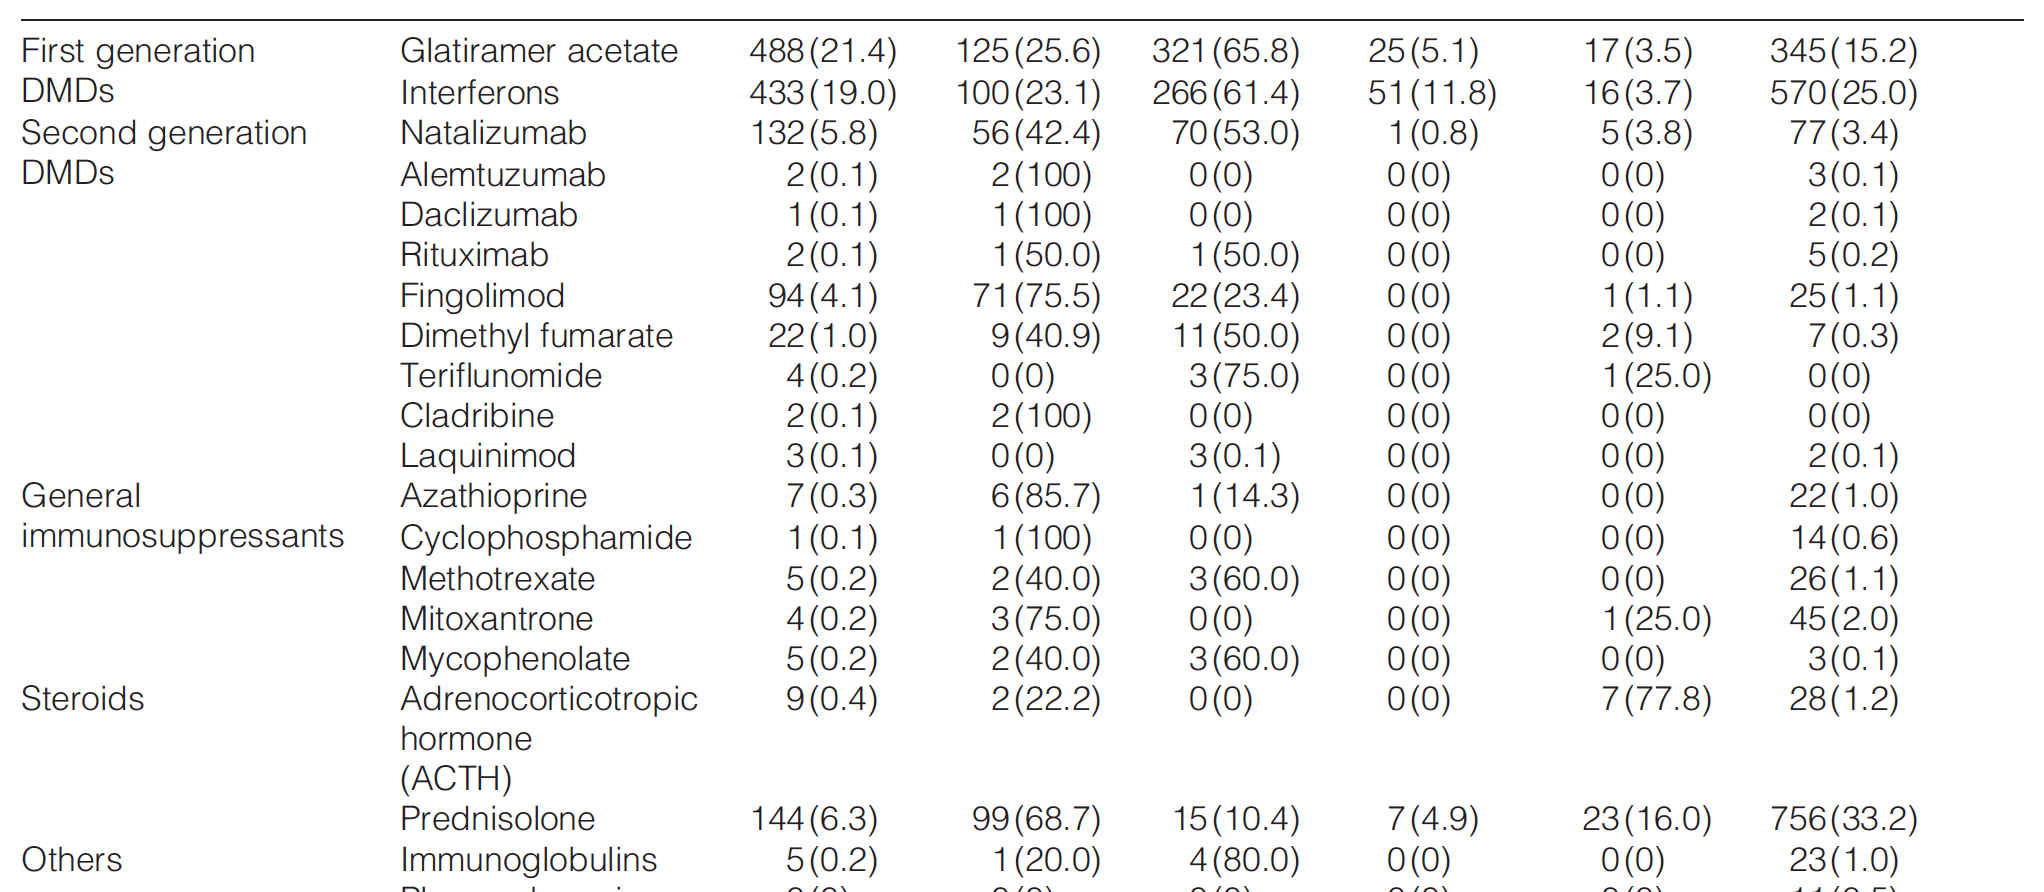 First generation Glatiramer acetate 488 (21.4) 125 (25.6) 321 (65.8) 25 (5.1) 17 (3.5) 345 (15.2)
DMDs Interferons 433 (19.0) 100 (23.1) 266 (61.4) 51 (11.8) 16 (3.7) 570 (25.0)
Second generation Natalizumab 132 (5.8) 56 (42.4) 70 (53.0) 1 (0.8) 5 (3.8) 77 (3.4)
DMDs Alemtuzumab 2 (0.1) 2 (100) 0 (0) 0 (0) 0 (0) 3 (0.1)
Daclizumab 1 (0.1) 1 (100) 0 (0) 0 (0) 0 (0) 2 (0.1)
Rituximab 2 (0.1) 1 (50.0) 1 (50.0) 0 (0) 0 (0) 5 (0.2)
Fingolimod 94 (4.1) 71 (75.5) 22 (23.4) 0 (0) 1 (1.1) 25 (1.1)
Dimethyl fumarate 22 (1.0) 9 (40.9) 11 (50.0) 0 (0) 2 (9.1) 7 (0.3)
Teriflunomide 4 (0.2) 0 (0) 3 (75.0) 0 (0) 1 (25.0) 0 (0)
Cladribine 2 (0.1) 2 (100) 0 (0) 0 (0) 0 (0) 0 (0)
Laquinimod 3 (0.1) 0 (0) 3 (0.1) 0 (0) 0 (0) 2 (0.1)
General Azathioprine 7 (0.3) 6 (85.7) 1 (14.3) 0 (0) 0 (0) 22 (1.0)
immunosuppressants Cyclophosphamide 1 (0.1) 1 (100) 0 (0) 0 (0) 0 (0) 14 (0.6)
Methotrexate 5 (0.2) 2 (40.0) 3 (60.0) 0 (0) 0 (0) 26 (1.1)
Mitoxantrone 4 (0.2) 3 (75.0) 0 (0) 0 (0) 1 (25.0) 45 (2.0)
Mycophenolate 5 (0.2) 2 (40.0) 3 (60.0) 0 (0) 0 (0) 3 (0.1)
Steroids Adrenocorticotropic 9 (0.4) 2 (22.2) 0 (0) 0 (0) 7 (77.8) 28 (1.2)
hormone
(ACTH)
Prednisolone 144 (6.3) 99 (68.7) 15 (10.4) 7 (4.9) 23 (16.0) 756 (33.2)
Others Immunoglobulins 5 (0.2) 1 (20.0) 4 (80.0) 0 (0) 0 (0) 23 (1.0)